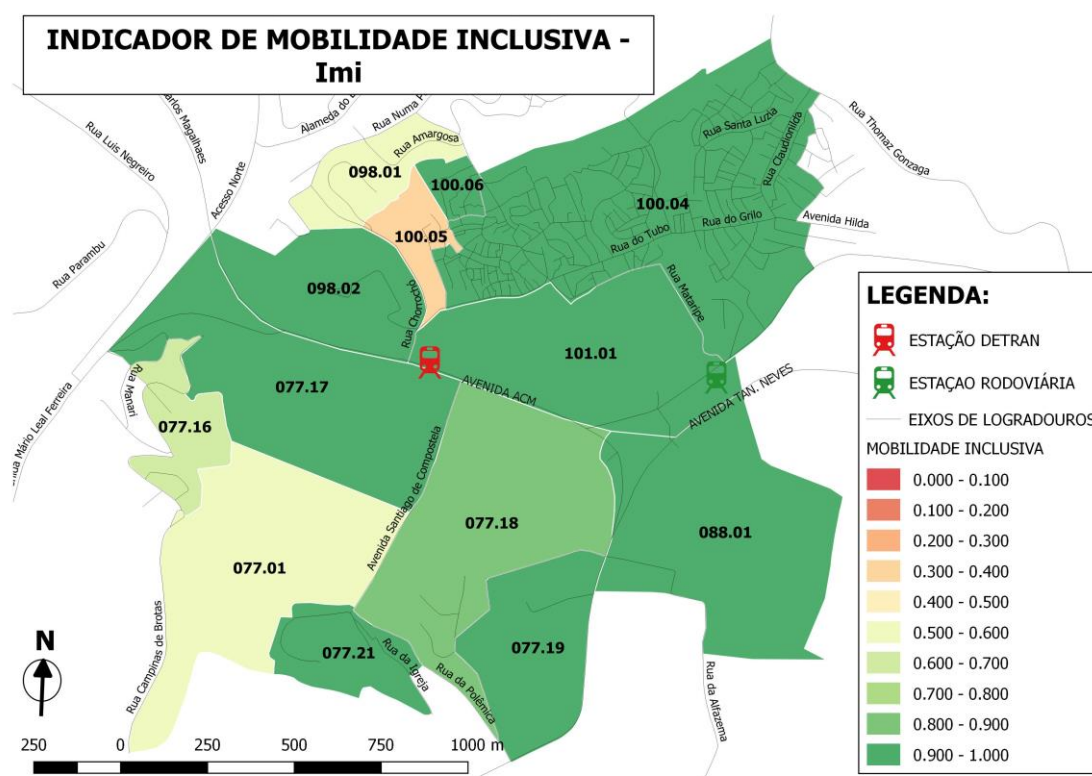 INDICADOR DE MOBILIDADE INCLUSIVA -
Imi
Rua Luis Negreiro
Acesso Norte
Rua Numa
Rua Amargosa
098.01
100.06
100.05
100.04
Rua Santa Luzia
Rua Claudionilda
Rua Thomaz Gonzaga
Rua do Grilo
Avenida Hilda
Rua do Tubo
Rua Mataripe
Rua Parambu
098.02
Rua Chorrochó
101.01
077.17
AVENIDA ACM
AVENIDA TAN. NEVES
Rua Manari
077.16
Mário Leal Ferreira
Avenida Santiago de Compostela
077.18
088.01
077.01
077.21
077.19
Rua da Igreja
Rua da Polêmica
Rua da Alfazema
Rua Campinas de Brotas
LEGENDA:
ESTAÇÃO DETRAN
ESTAÇAO RODOVIÁRIA
EIXOS DE LOGRADOUROS
MOBILIDADE INCLUSIVA
0.000 - 0.100
0.100 - 0.200
0.200 - 0.300
0.300 - 0.400
0.400 - 0.500
0.500 - 0.600
0.600 - 0.700
0.700 - 0.800
0.800 - 0.900
0.900 - 1.000
N
250 0 250 500 750 1000 m